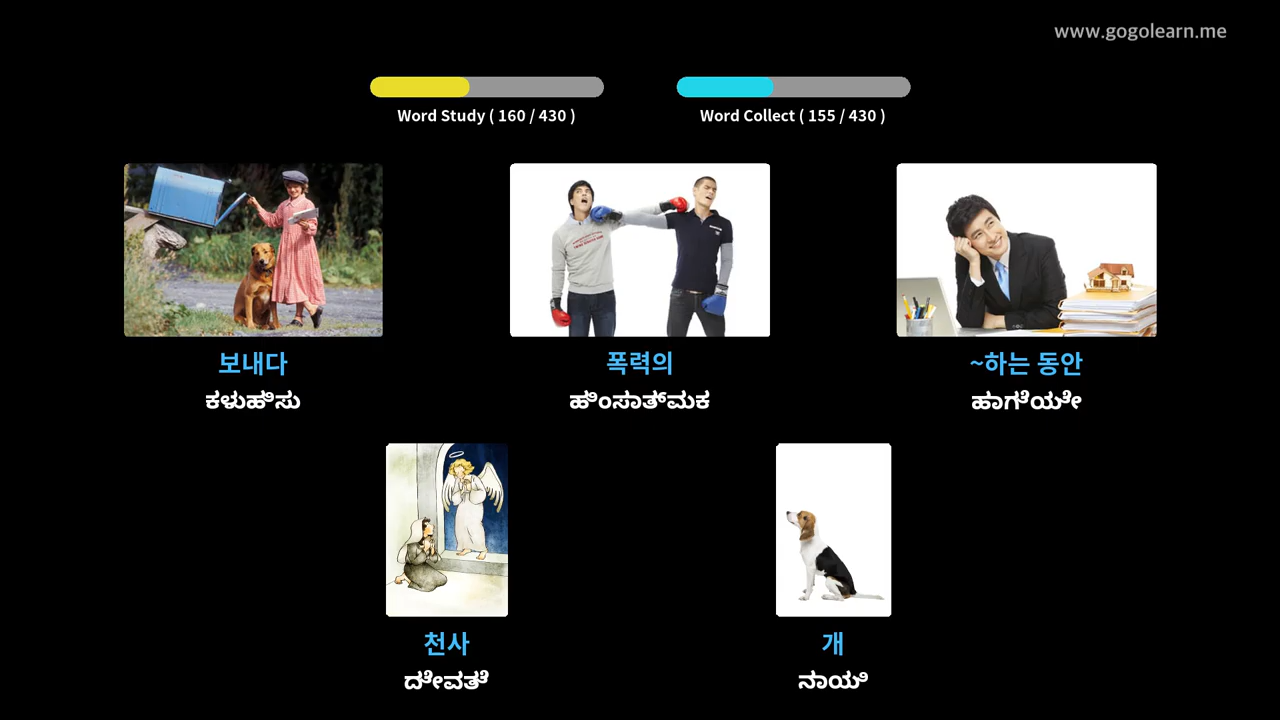 www.gogolearn.me
Word Study ( 160 / 430 )
Word Collect ( 155 / 430 )
보내다
폭력의
~하는 동안
ಕಳುಹಿಸು
ಹಿಂಸಾತ್ಮಕ
ಹಾಗೆಯೇ
천사
개
ದೇವತೆ
ನಾಯಿ